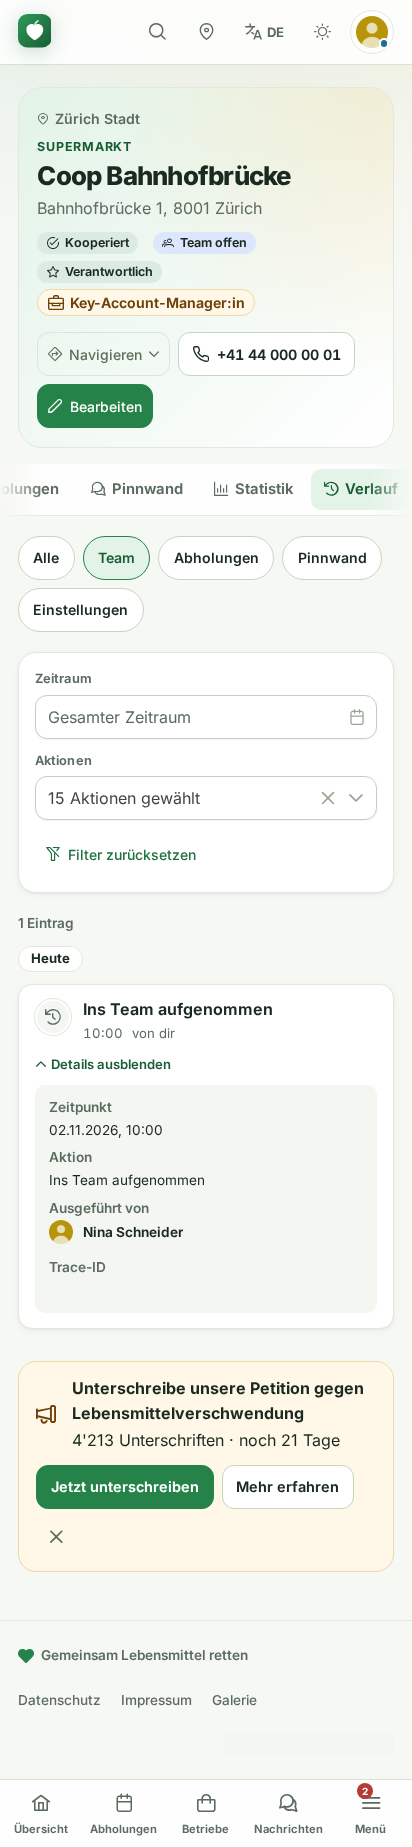 DE
Zürich Stadt
SUPERMARKT
Coop Bahnhofbrücke
Bahnhofbrücke 1, 8001 Zürich
Kooperiert Team offen
Verantwortlich
Key-Account-Manager:in
Navigieren +41 44 000 00 01
Bearbeiten
olungen Pinnwand Statistik Verlauf
Alle Team Abholungen Pinnwand
Einstellungen
Zeitraum
Gesamter Zeitraum
Aktionen
15 Aktionen gewählt
Filter zurücksetzen
1 Eintrag
Heute
Ins Team aufgenommen
10:00 von dir
Details ausblenden
Zeitpunkt
02.11.2026, 10:00
Aktion
Ins Team aufgenommen
Ausgeführt von
Nina Schneider
Trace-ID
Unterschreibe unsere Petition gegen
Lebensmittelverschwendung
4'213 Unterschriften · noch 21 Tage
Jetzt unterschreiben Mehr erfahren
Gemeinsam Lebensmittel retten
Datenschutz Impressum Galerie
2
Übersicht Abholungen Betriebe Nachrichten Menü